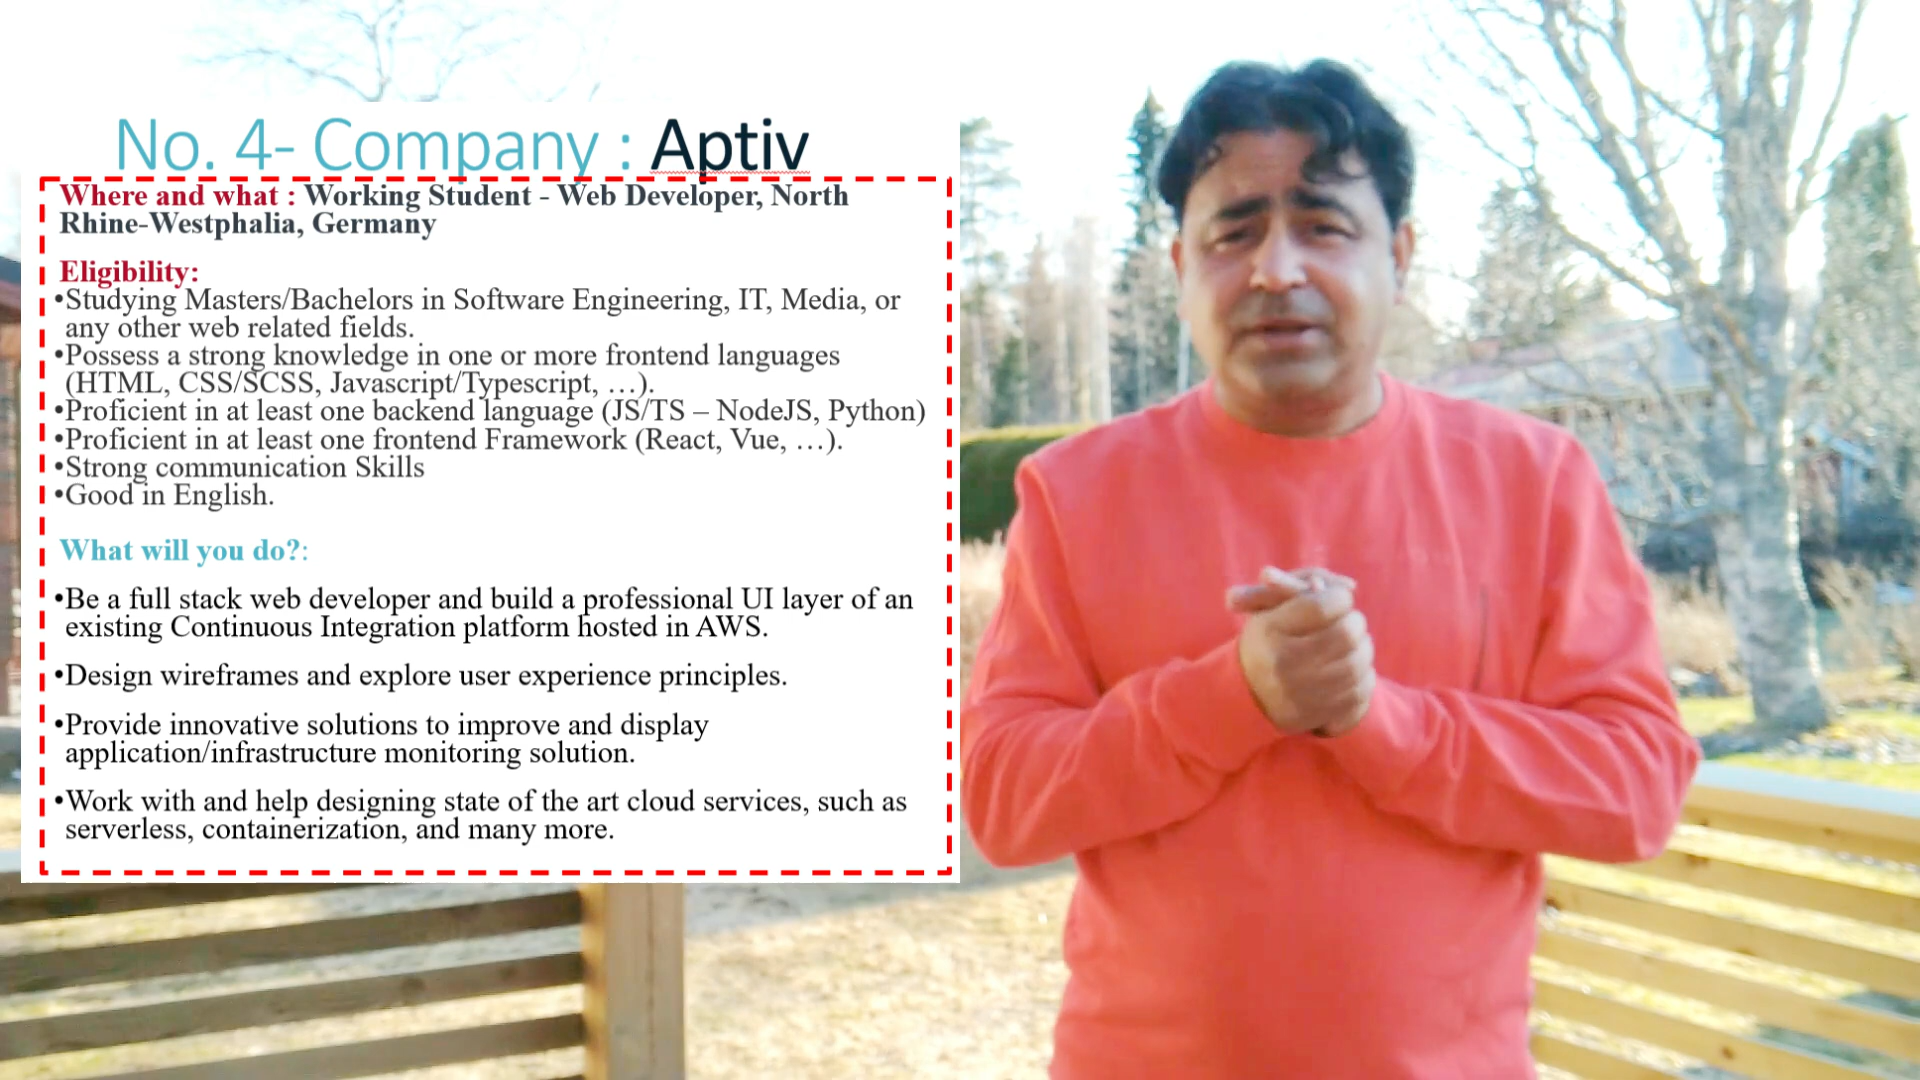 No. 4- Company : Aptiv
Where and what : Working Student - Web Developer, North
Rhine-Westphalia, Germany
Eligibility:
•Studying Masters/Bachelors in Software Engineering, IT, Media, or
any other web related fields.
•Possess a strong knowledge in one or more frontend languages
(HTML, CSS/SCSS, Javascript/Typescript, …).
•Proficient in at least one backend language (JS/TS – NodeJS, Python)
•Proficient in at least one frontend Framework (React, Vue, …).
•Strong communication Skills
•Good in English.
What will you do?:
•Be a full stack web developer and build a professional UI layer of an
existing Continuous Integration platform hosted in AWS.
•Design wireframes and explore user experience principles.
•Provide innovative solutions to improve and display
application/infrastructure monitoring solution.
•Work with and help designing state of the art cloud services, such as
serverless, containerization, and many more.